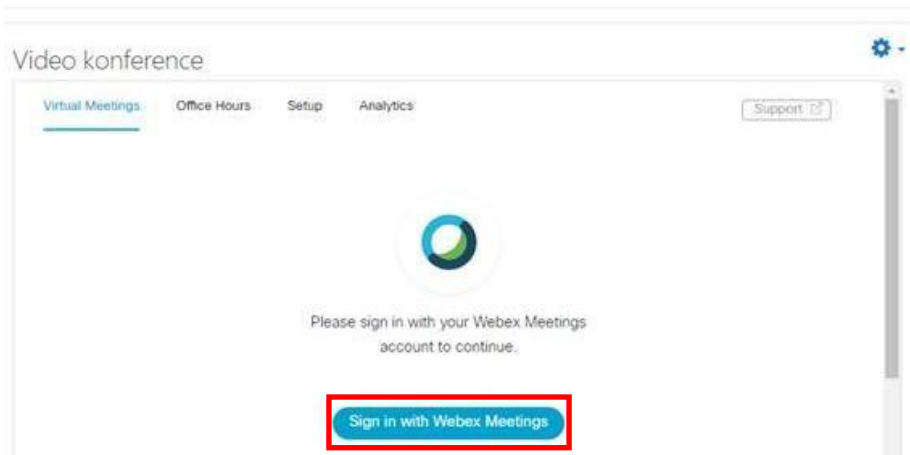 Video konference
Virtual Meetings Office Hours Setup Analytics Support
Please sign in with your Webex Meetings
account to continue.
Sign in with Webex Meetings